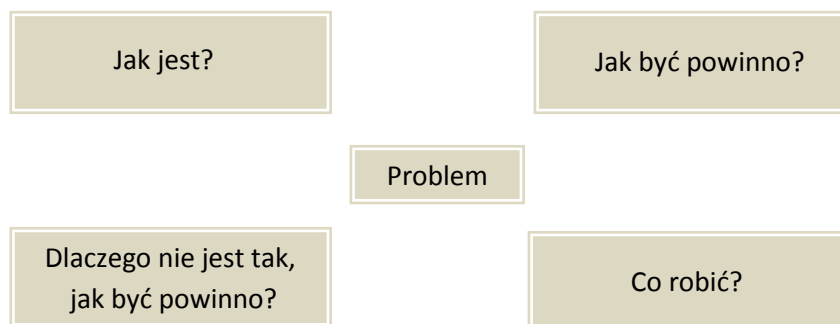 Jak jest?
Jak być powinno?
Problem
Dlaczego nie jest tak,
jak być powinno?
Co robić?